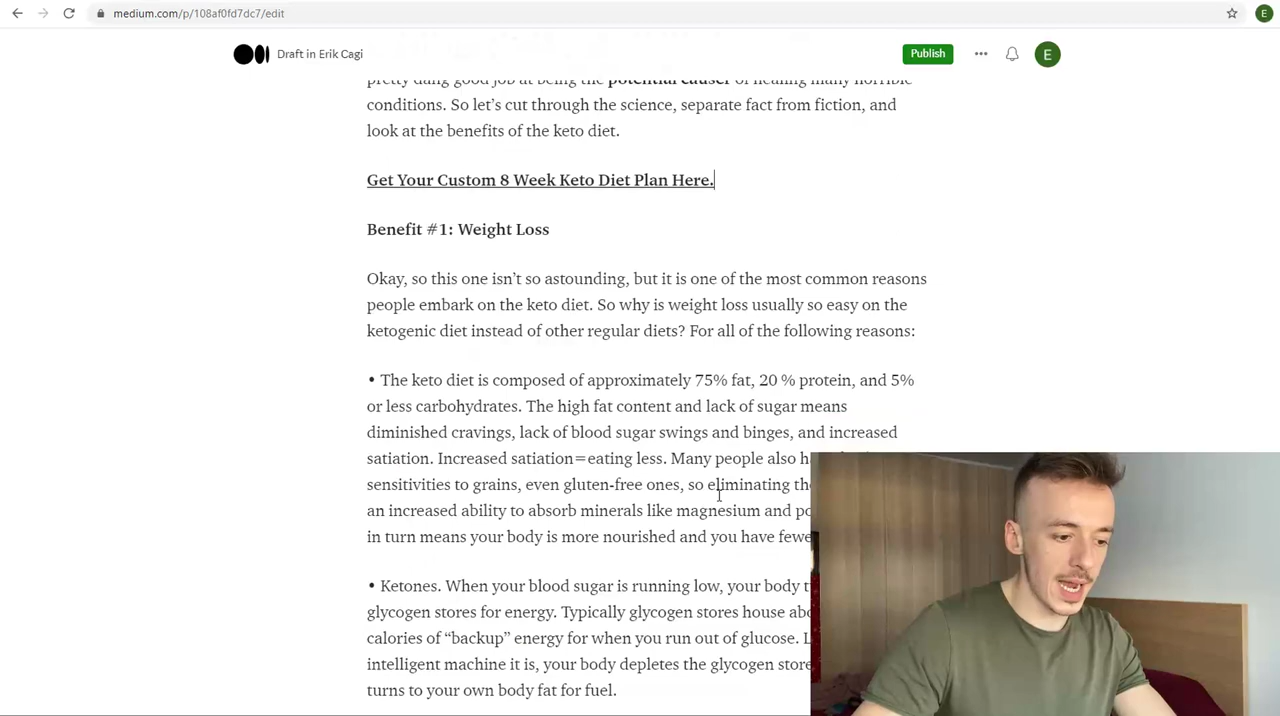 medium.com/p/108af0fd7dc7/edit
E
Draft in Erik Cagi
Publish
E
pretty dang good job at being the potential causer of healing many horrible
conditions. So let's cut through the science, separate fact from fiction, and
look at the benefits of the keto diet.
Get Your Custom 8 Week Keto Diet Plan Here.
Benefit #1: Weight Loss
Okay, so this one isn't so astounding, but it is one of the most common reasons
people embark on the keto diet. So why is weight loss usually so easy on the
ketogenic diet instead of other regular diets? For all of the following reasons:
• The keto diet is composed of approximately 75% fat, 20 % protein, and 5%
or less carbohydrates. The high fat content and lack of sugar means
diminished cravings, lack of blood sugar swings and binges, and increased
satiation. Increased satiation=eating less. Many people also
sensitivities to grains, even gluten-free ones, so eliminating
an increased ability to absorb minerals like magnesium and
in turn means your body is more nourished and you have
• Ketones. When your blood sugar is running low, your body
glycogen stores for energy. Typically glycogen stores house
calories of “backup” energy for when you run out of glucose.
intelligent machine it is, your body depletes the glycogen
turns to your own body fat for fuel.